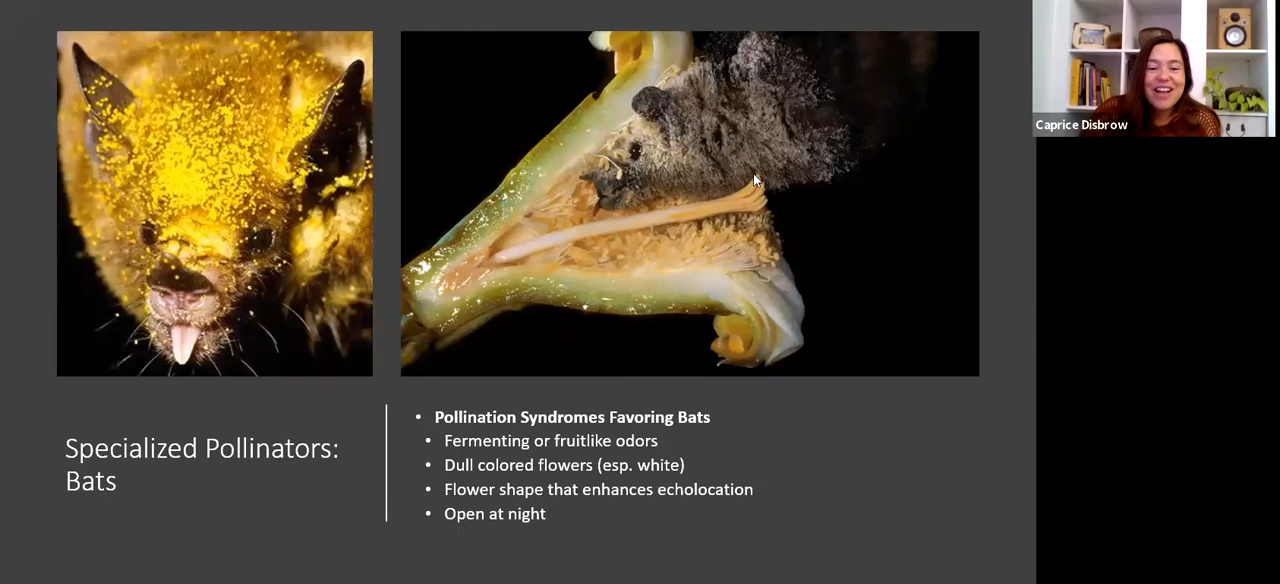 Caprice Disbrow
Specialized Pollinators:
Bats
• Pollination Syndromes Favoring Bats
• Fermenting or fruitlike odors
• Dull colored flowers (esp. white)
• Flower shape that enhances echolocation
• Open at night